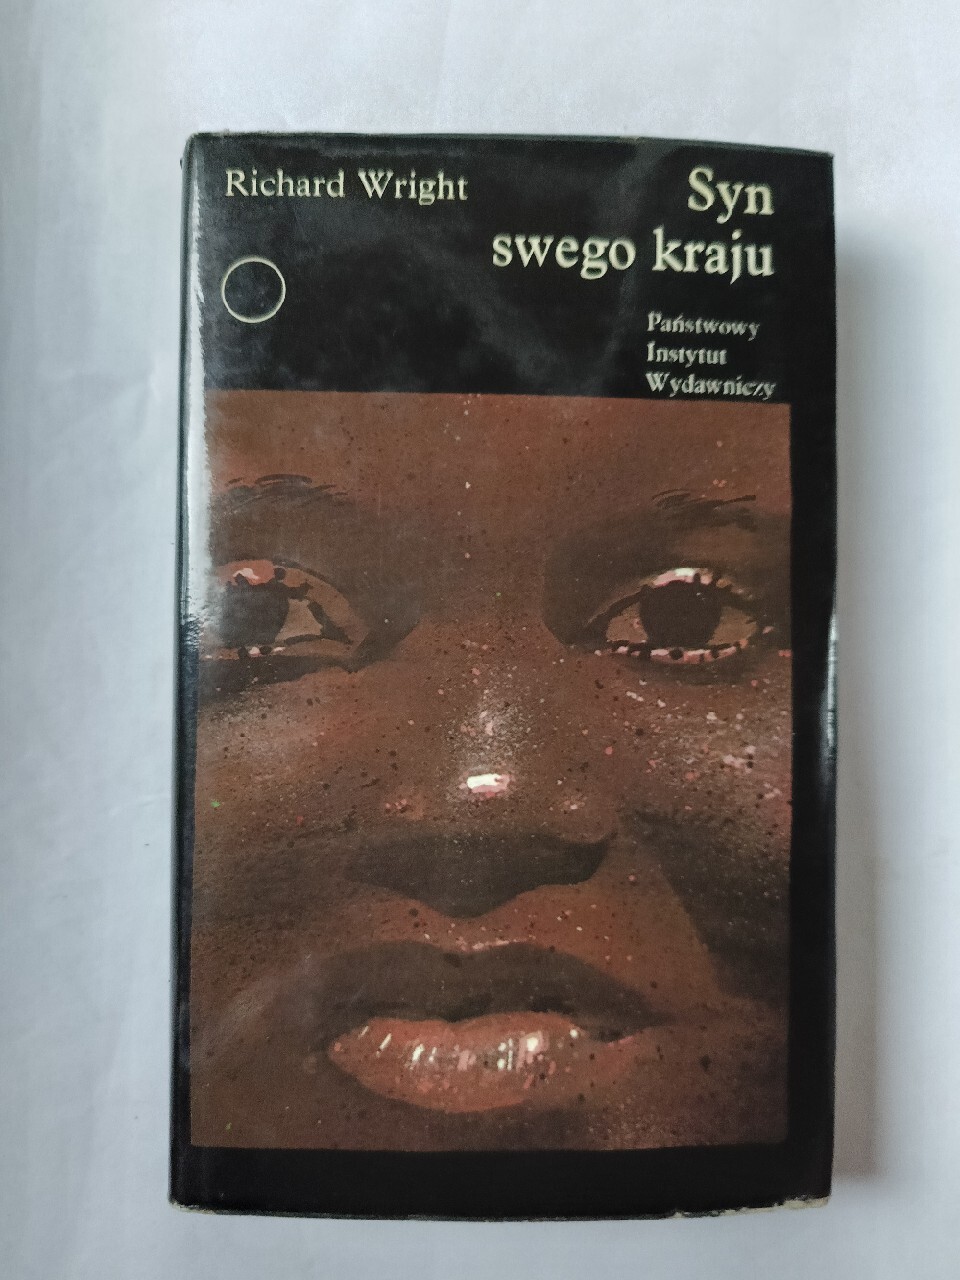 Richard Wright
Syn
swego kraju
Państwowy
Instytut
Wydawniczy